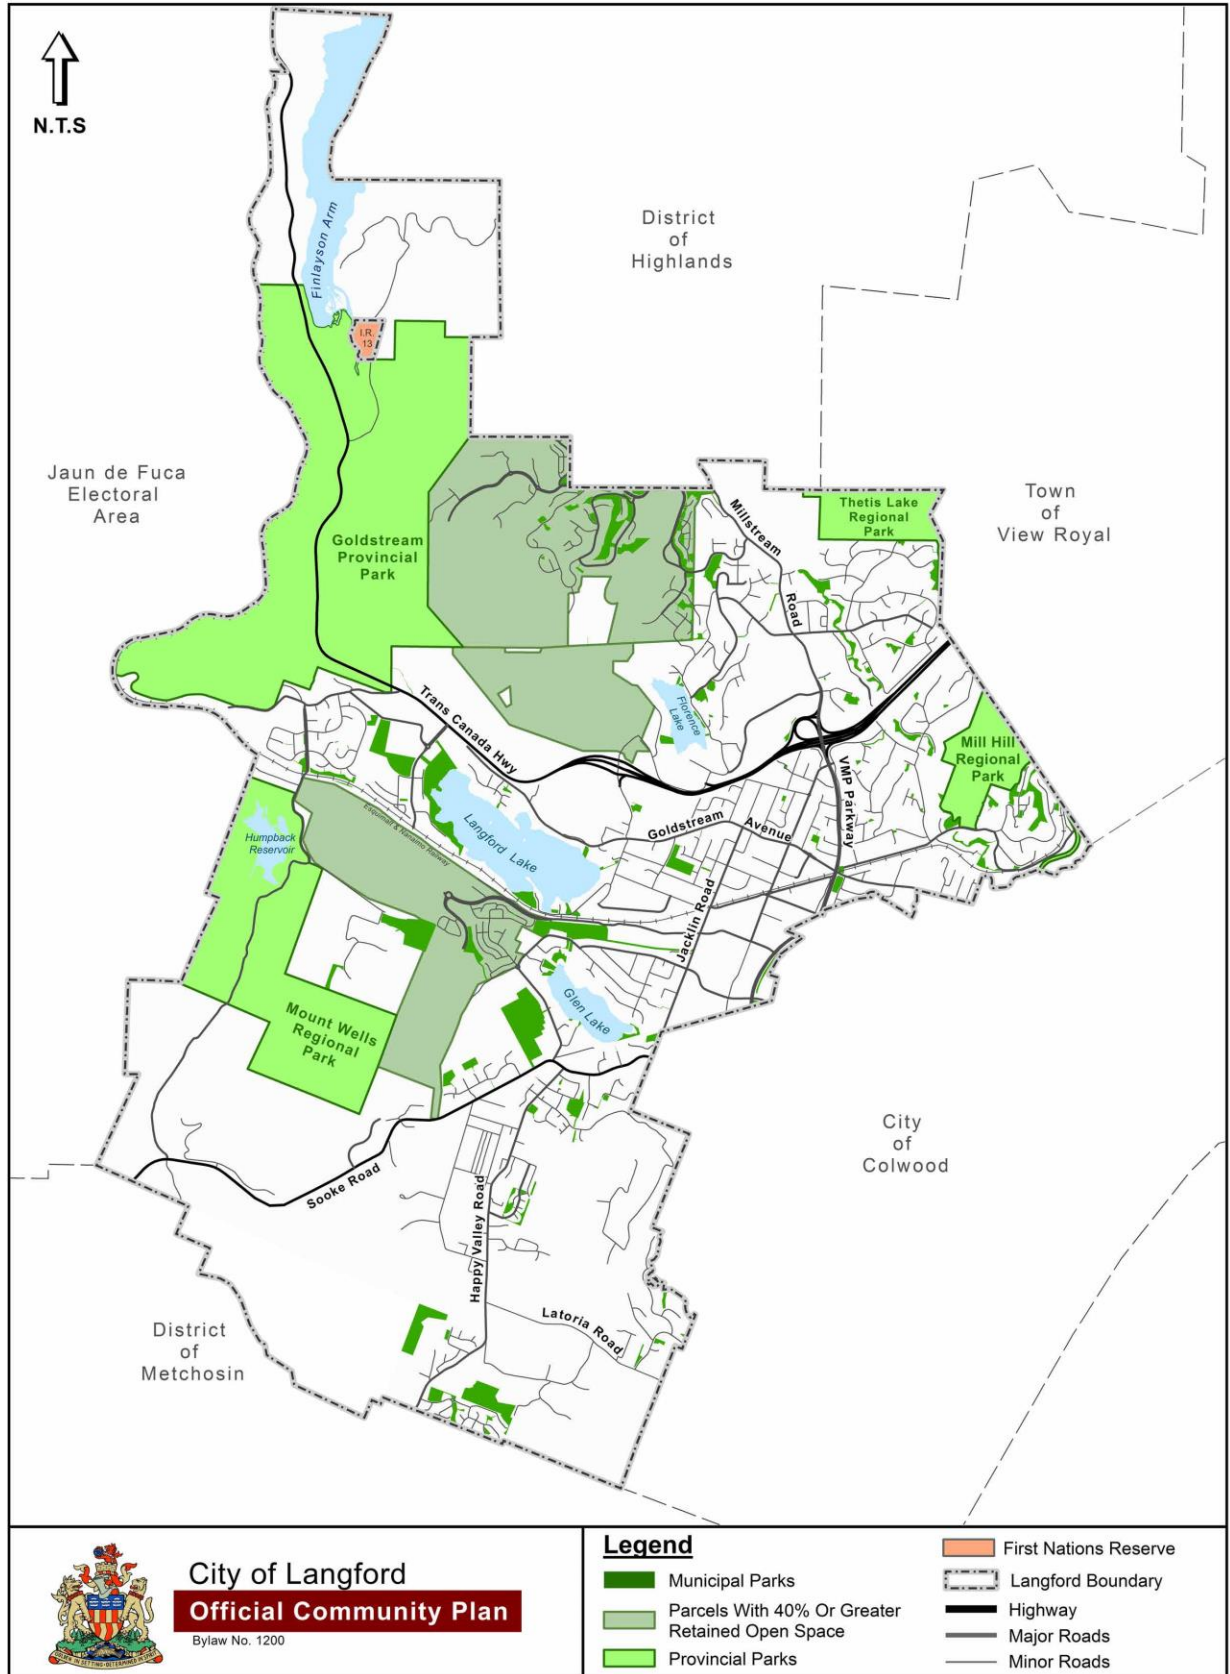 N.T.S
District
of
Highlands
Finlayson Arm
I.R.
13
Jaun de Fuca
Electoral
Area
Goldstream
Provincial
Park
Millstream
Road
Thetis Lake
Regional
Park
Town
of
View Royal
Trans Canada Hwy
Florence
Lake
Mill Hill
Regional
Park
VMP Parkway
Goldstream
Avenue
Humpback
Reservoir
Esquimalt & Nanaimo Railway
Langford Lake
Jacklin Road
Glen Lake
Mount Wells
Regional
Park
City
of
Colwood
Sooke Road
Happy Valley Road
Latoria Road
District
of
Metchosin
City of Langford
Official Community Plan
Bylaw No. 1200
Legend
Municipal Parks
Parcels With 40% Or Greater
Retained Open Space
Provincial Parks
First Nations Reserve
Langford Boundary
Highway
Major Roads
Minor Roads